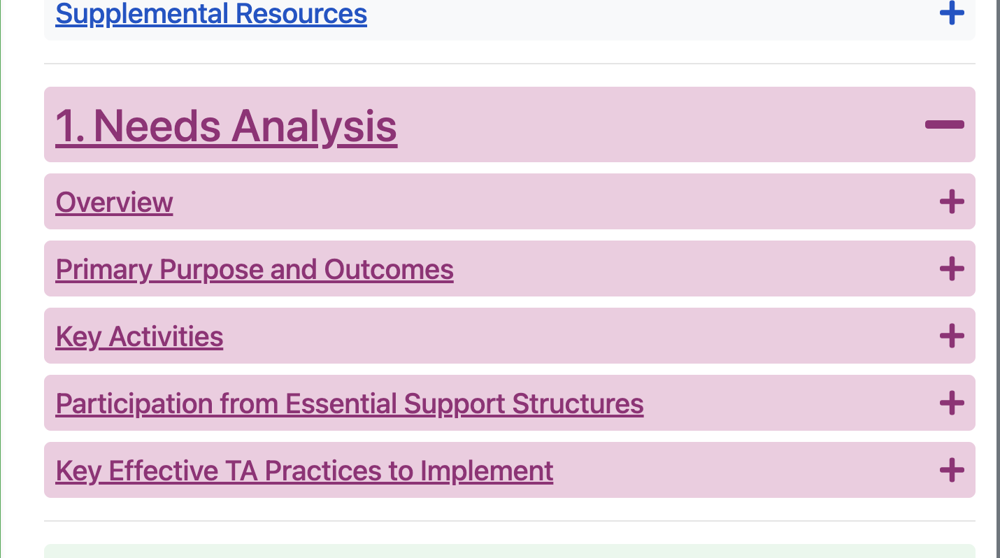 Supplemental Resources
1. Needs Analysis
Overview
Primary Purpose and Outcomes
Key Activities
Participation from Essential Support Structures
Key Effective TA Practices to Implement